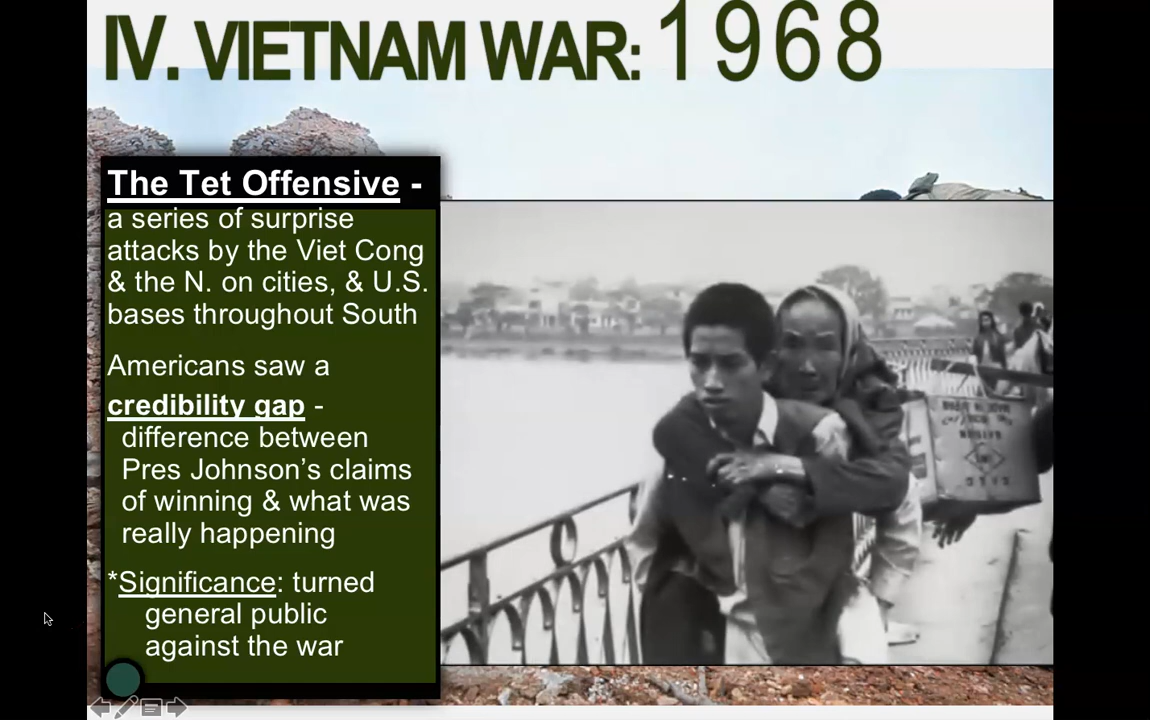 IV. VIETNAM WAR: 1968
The Tet Offensive -
a series of surprise
attacks by the Viet Cong
& the N. on cities, & U.S.
bases throughout South
Americans saw a
credibility gap -
difference between
Pres Johnson’s claims
of winning & what was
really happening
*Significance: turned
general public
against the war